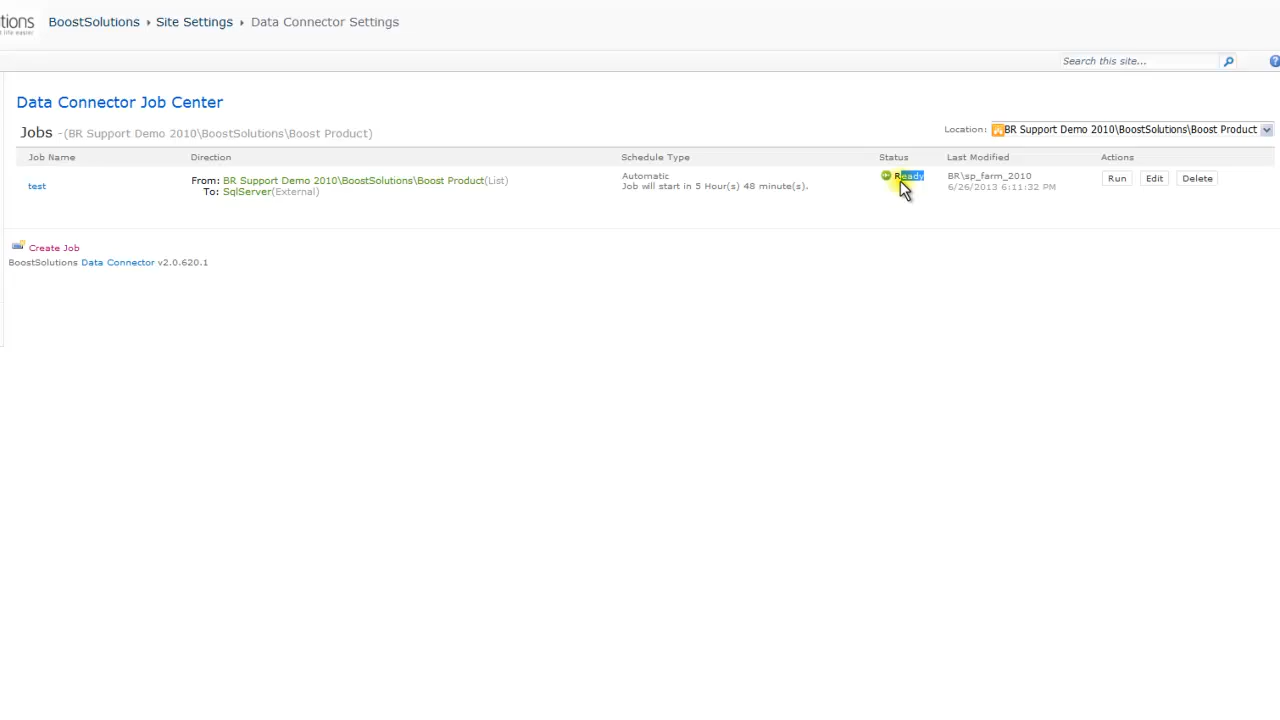 tions
BoostSolutions ▸ Site Settings ▸ Data Connector Settings
Search this site...
Data Connector Job Center
Jobs -(BR Support Demo 2010\BoostSolutions\Boost Product)
Location: BR Support Demo 2010\BoostSolutions\Boost Product
Job Name Direction Schedule Type Status Last Modified Actions
test
From: BR Support Demo 2010\BoostSolutions\Boost Product(List)
To: SqlServer(External)
Automatic
Job will start in 5 Hour(s) 48 minute(s).
Ready
BR\sp_farm_2010
6/26/2013 6:11:32 PM
Run Edit Delete
Create Job
BoostSolutions Data Connector v2.0.620.1